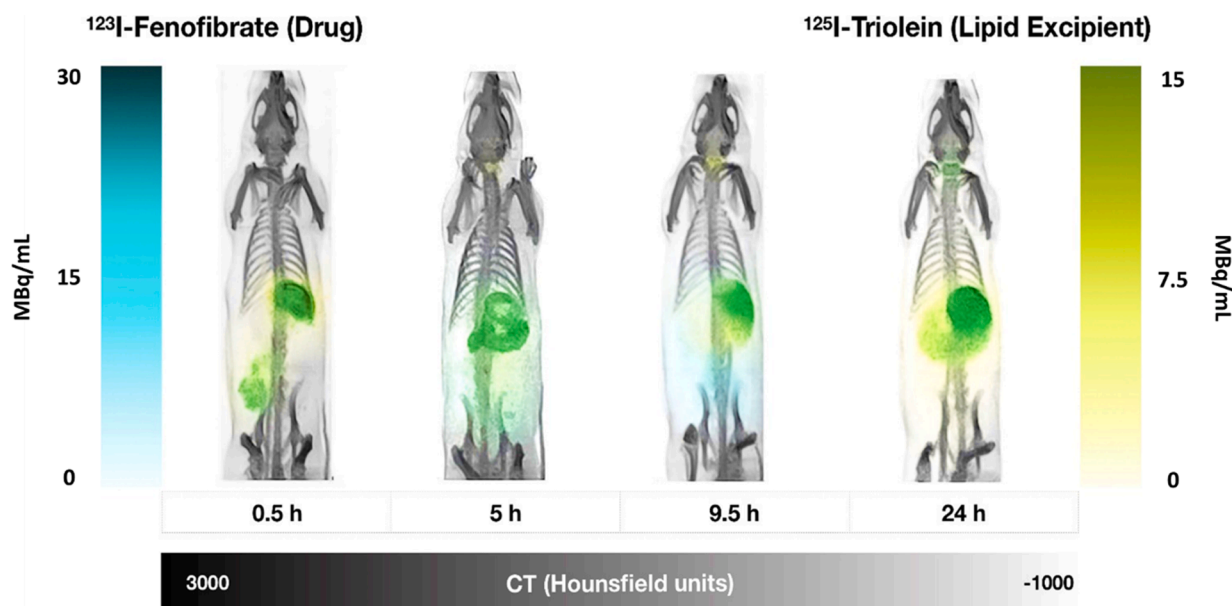 ¹²³I-Fenofibrate (Drug)
¹²⁵I-Triolein (Lipid Excipient)
30
15
0
MBq/mL
15
7.5
0
MBq/mL
0.5 h
5 h
9.5 h
24 h
3000
CT (Hounsfield units)
-1000